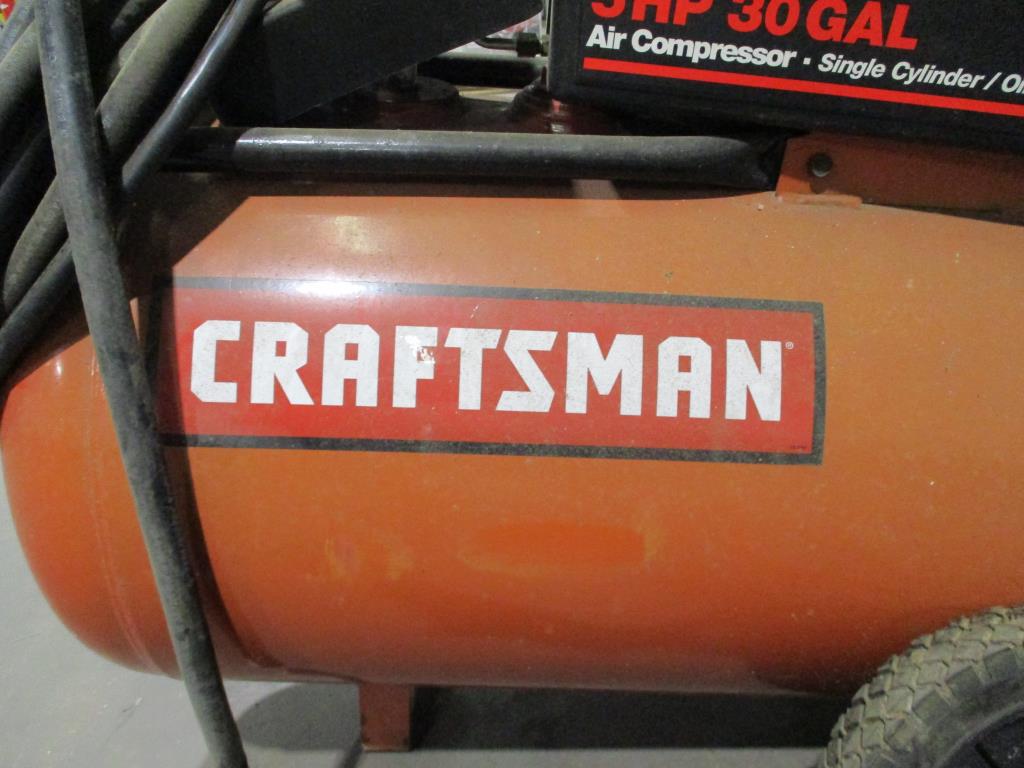 HP 30 GAL
Air Compressor · Single Cylinder /
CRAFTSMAN®